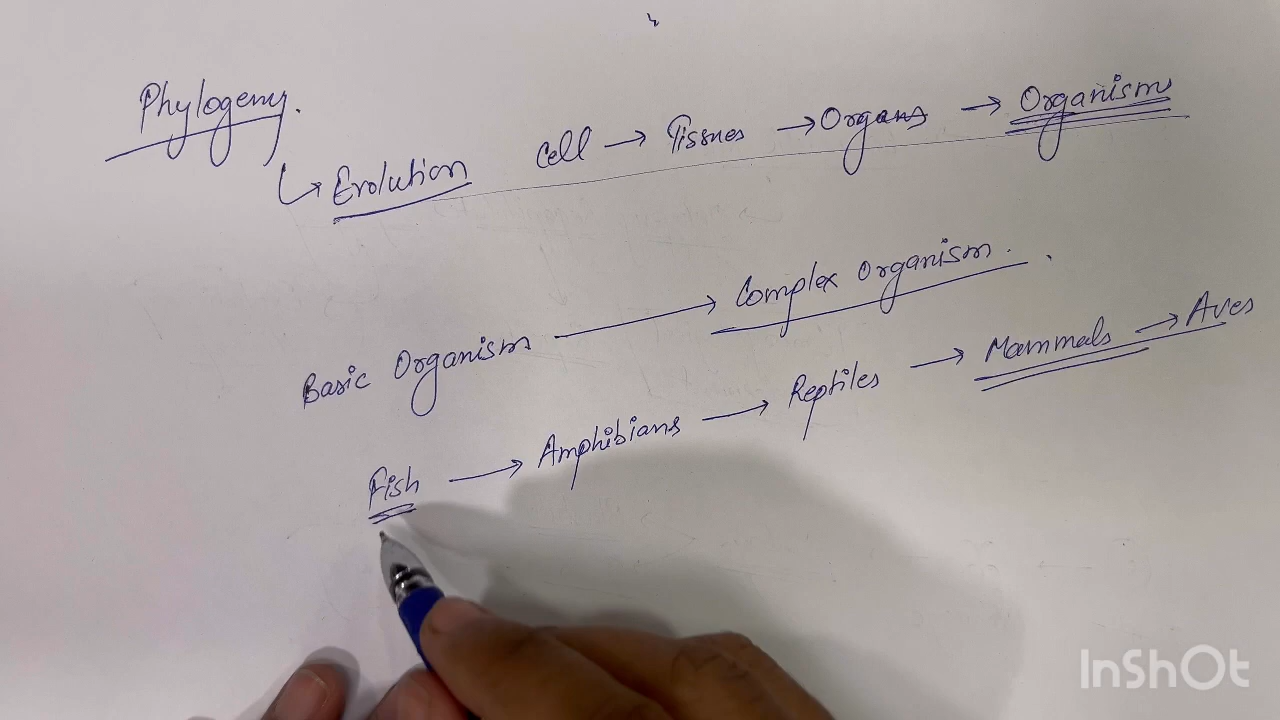 Phylogeny.
Evolution Cell → Tissues → Organs → Organism
Basic Organism → Complex Organism.
Fish → Amphibians → Reptiles → Mammals → Aves
InShOt